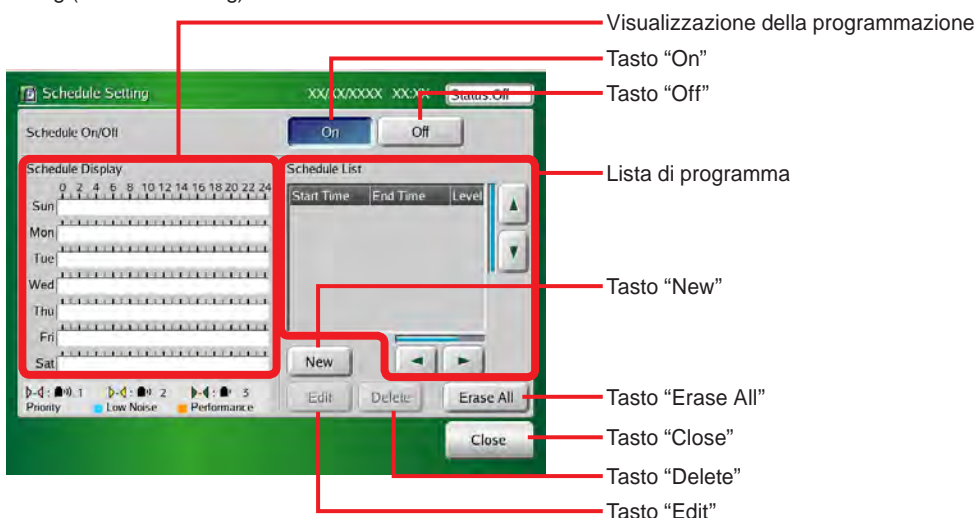 Visualizzazione della programmazione
Tasto “On”
Schedule Setting XX/XX/XXXX XX:XX Status:Off
Tasto “Off”
Schedule On/Off On Off
Schedule Display Schedule List
Lista di programma
0 2 4 6 8 10 12 14 16 18 20 22 24
Start Time End Time Level
Sun
Mon
Tue
Wed
Tasto “New”
Thu
Fri
Sat
New
1 2 3
Edit Delete Erase All
Tasto “Erase All”
Priority Low Noise Performance
Close
Tasto “Close”
Tasto “Delete”
Tasto “Edit”